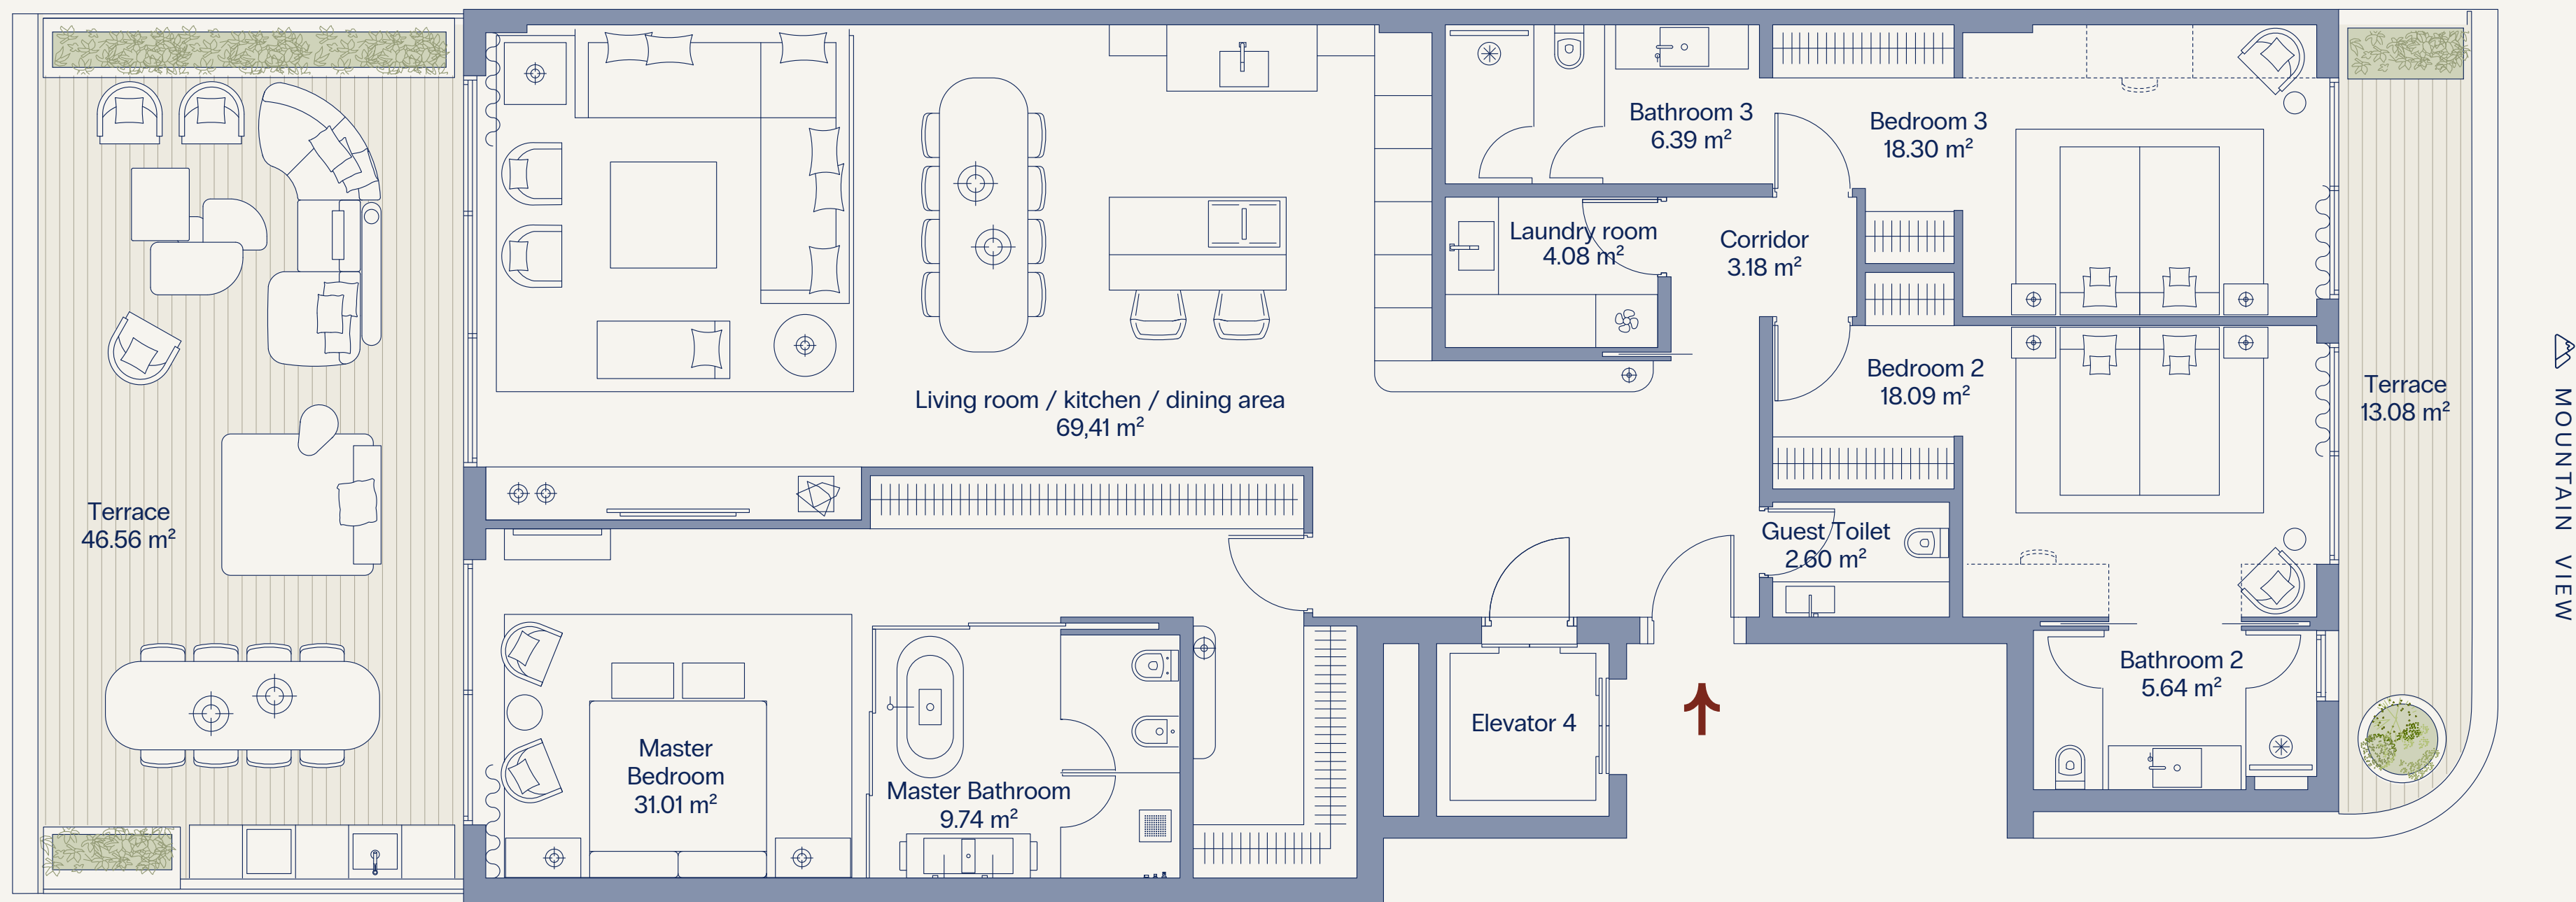 Bathroom 3
6.39 m²
Bedroom 3
18.30 m²
Laundry room
4.08 m²
Corridor
3.18 m²
Living room / kitchen / dining area
69,41 m²
Bedroom 2
18.09 m²
Terrace
13.08 m²
MOUNTAIN VIEW
Terrace
46.56 m²
Guest Toilet
2.60 m²
Master
Bedroom
31.01 m²
Master Bathroom
9.74 m²
Elevator 4
Bathroom 2
5.64 m²